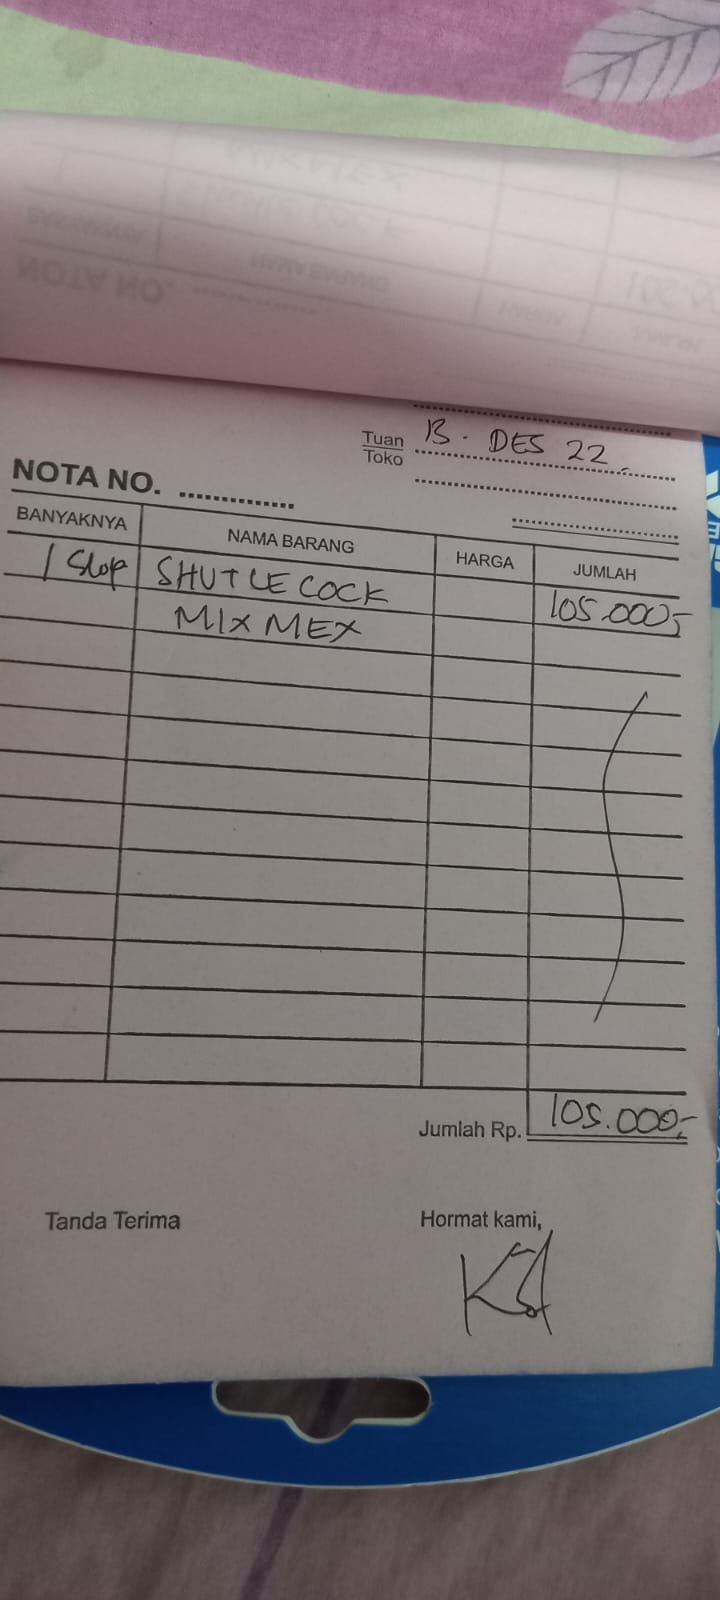 Tuan 13 · DES 22
Toko
NOTA NO. ..............
BANYAKNYA NAMA BARANG HARGA JUMLAH
1 Slop SHUTLECOCK 105.000,-
MIXMEX
Jumlah Rp. 105.000,-
Tanda Terima Hormat kami,